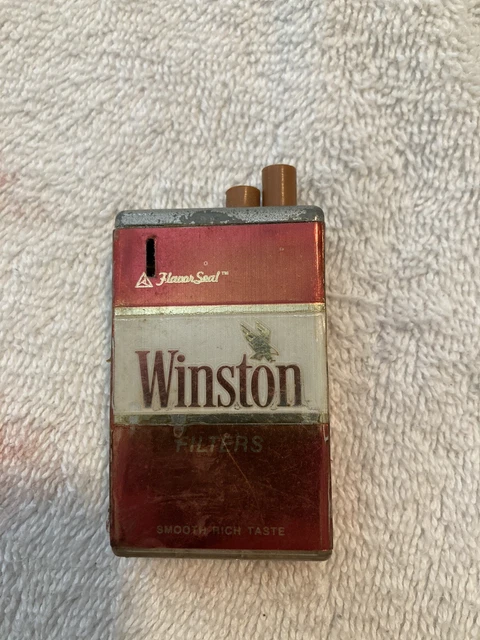 Flavor Seal™
Winston
FILTERS
SMOOTH RICH TASTE